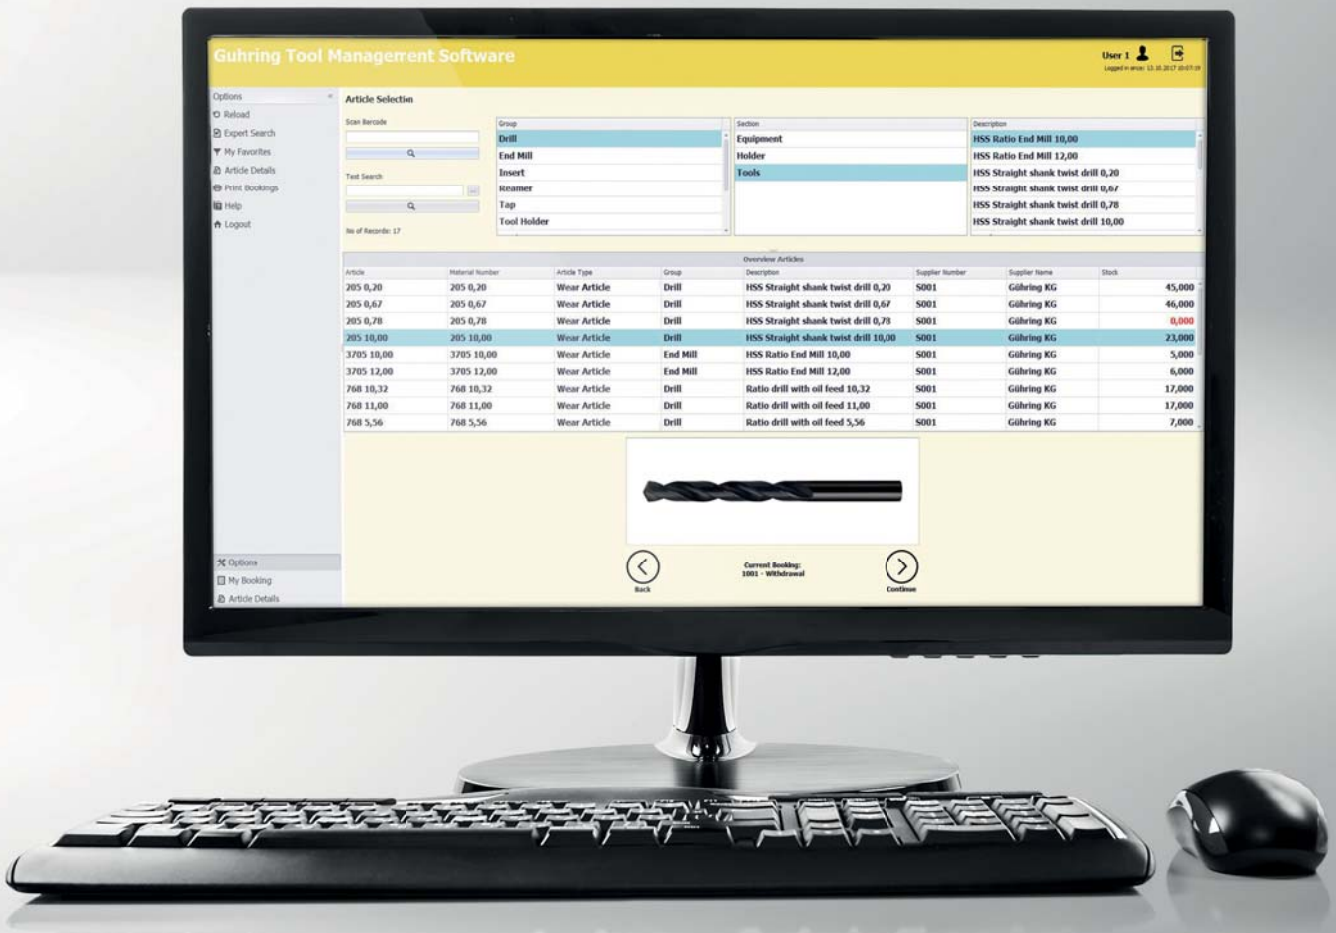 Guhring Tool Management Software
User 1
Logged in since: 13.10.2017 10:07:19
Options
Reload
Expert Search
My Favorites
Article Details
Print Bookings
Help
Logout
Article Selection
Scan Barcode
Text Search
No of Records: 17
Group
Drill
End Mill
Insert
Reamer
Tap
Tool Holder
Section
Equipment
Holder
Tools
Description
HSS Ratio End Mill 10,00
HSS Ratio End Mill 12,00
HSS Straight shank twist drill 0,20
HSS Straight shank twist drill 0,67
HSS Straight shank twist drill 0,78
HSS Straight shank twist drill 10,00
Overview Articles
Article Material Number Article Type Group Description Supplier Number Supplier Name Stock
205 0,20 205 0,20 Wear Article Drill HSS Straight shank twist drill 0,20 S001 Gühring KG 45,000
205 0,67 205 0,67 Wear Article Drill HSS Straight shank twist drill 0,67 S001 Gühring KG 46,000
205 0,78 205 0,78 Wear Article Drill HSS Straight shank twist drill 0,78 S001 Gühring KG 0,000
205 10,00 205 10,00 Wear Article Drill HSS Straight shank twist drill 10,00 S001 Gühring KG 23,000
3705 10,00 3705 10,00 Wear Article End Mill HSS Ratio End Mill 10,00 S001 Gühring KG 5,000
3705 12,00 3705 12,00 Wear Article End Mill HSS Ratio End Mill 12,00 S001 Gühring KG 6,000
768 10,32 768 10,32 Wear Article Drill Ratio drill with oil feed 10,32 S001 Gühring KG 17,000
768 11,00 768 11,00 Wear Article Drill Ratio drill with oil feed 11,00 S001 Gühring KG 17,000
768 5,56 768 5,56 Wear Article Drill Ratio drill with oil feed 5,56 S001 Gühring KG 7,000
Back
Current Booking:
1001 - Withdrawal
Continue
Options
My Booking
Article Details